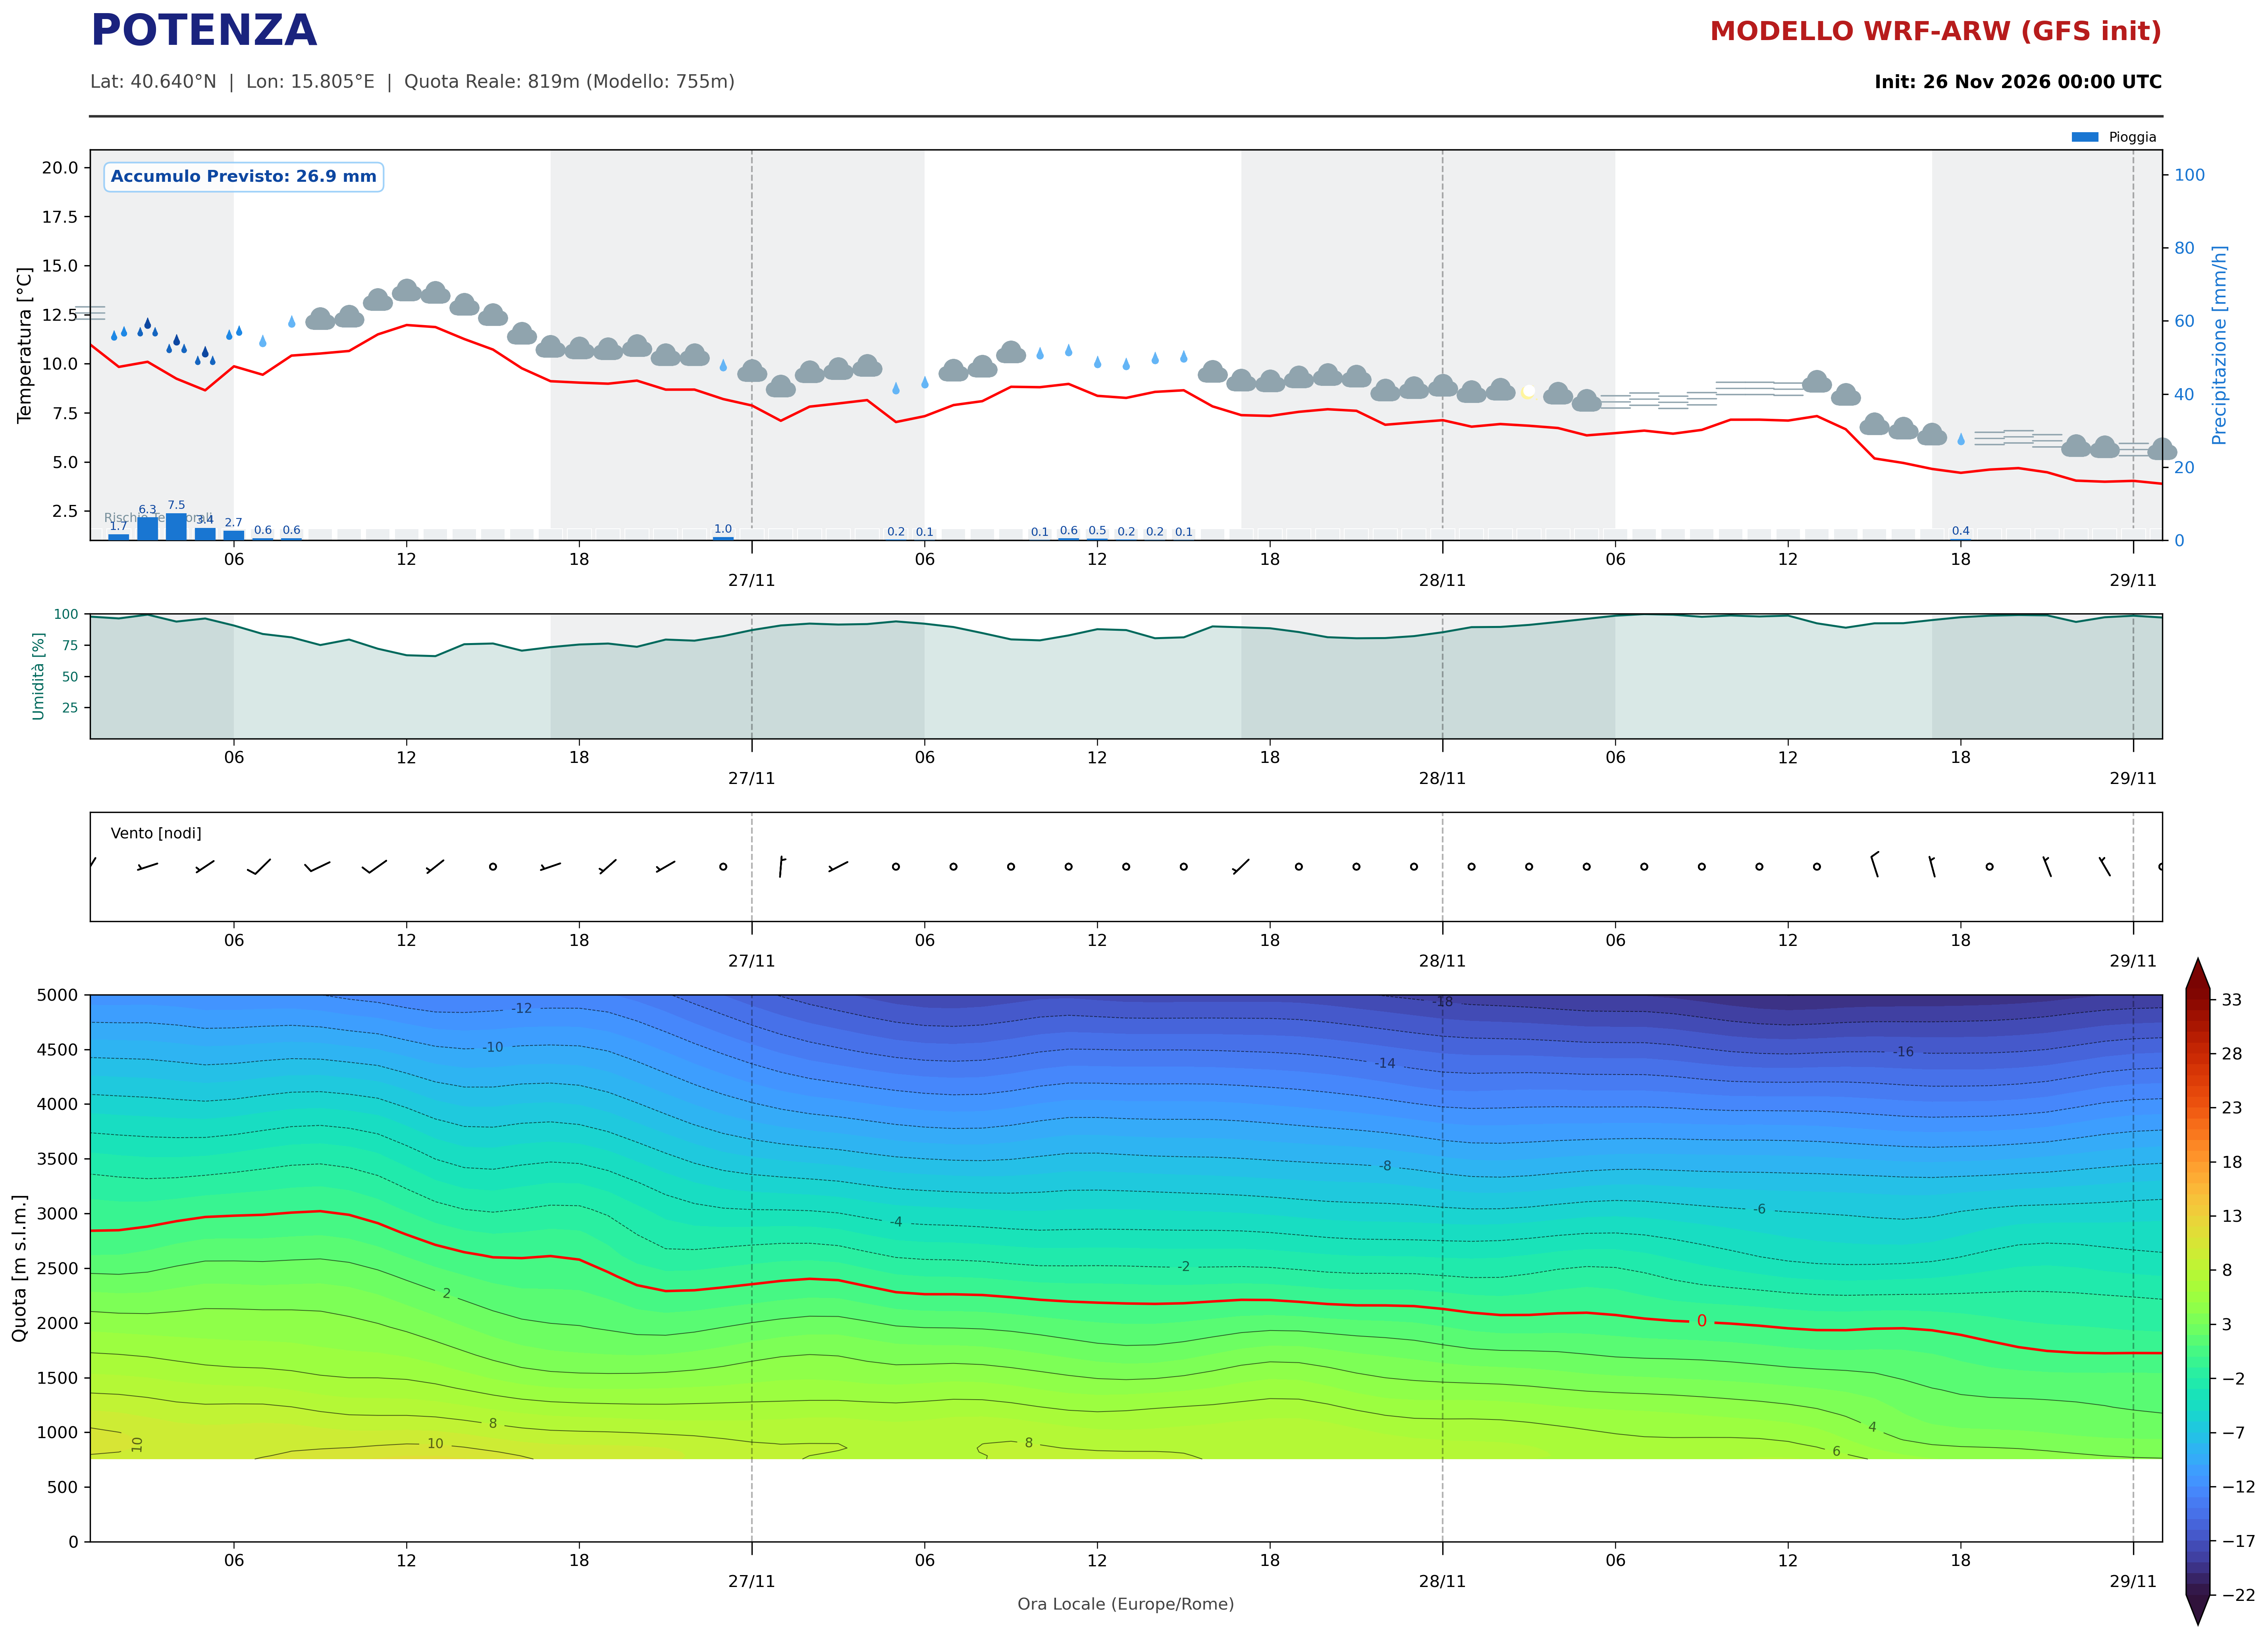 POTENZA
MODELLO WRF-ARW (GFS init)
Lat: 40.640°N | Lon: 15.805°E | Quota Reale: 819m (Modello: 755m)
Init: 26 Nov 2026 00:00 UTC
Pioggia
Accumulo Previsto: 26.9 mm
Temperatura [°C]
20.0
17.5
15.0
12.5
10.0
7.5
5.0
2.5
Precipitazione [mm/h]
100
80
60
40
20
0
Rischio Temporali
1.7 6.3 7.5 3.4 2.7 0.6 0.6 1.0 0.2 0.1 0.1 0.6 0.5 0.2 0.2 0.1 0.4
06 12 18 06 12 18 06 12 18
27/11 28/11 29/11
Umidità [%]
100
75
50
25
06 12 18 06 12 18 06 12 18
27/11 28/11 29/11
Vento [nodi]
06 12 18 06 12 18 06 12 18
27/11 28/11 29/11
Quota [m s.l.m.]
5000
4500
4000
3500
3000
2500
2000
1500
1000
500
0
-12 -18
-10 -14 -16
-8
-4 -6
-2
2 0
8 4
10 10 8 6
06 12 18 06 12 18 06 12 18
27/11 28/11 29/11
Ora Locale (Europe/Rome)
33
28
23
18
13
8
3
−2
−7
−12
−17
−22